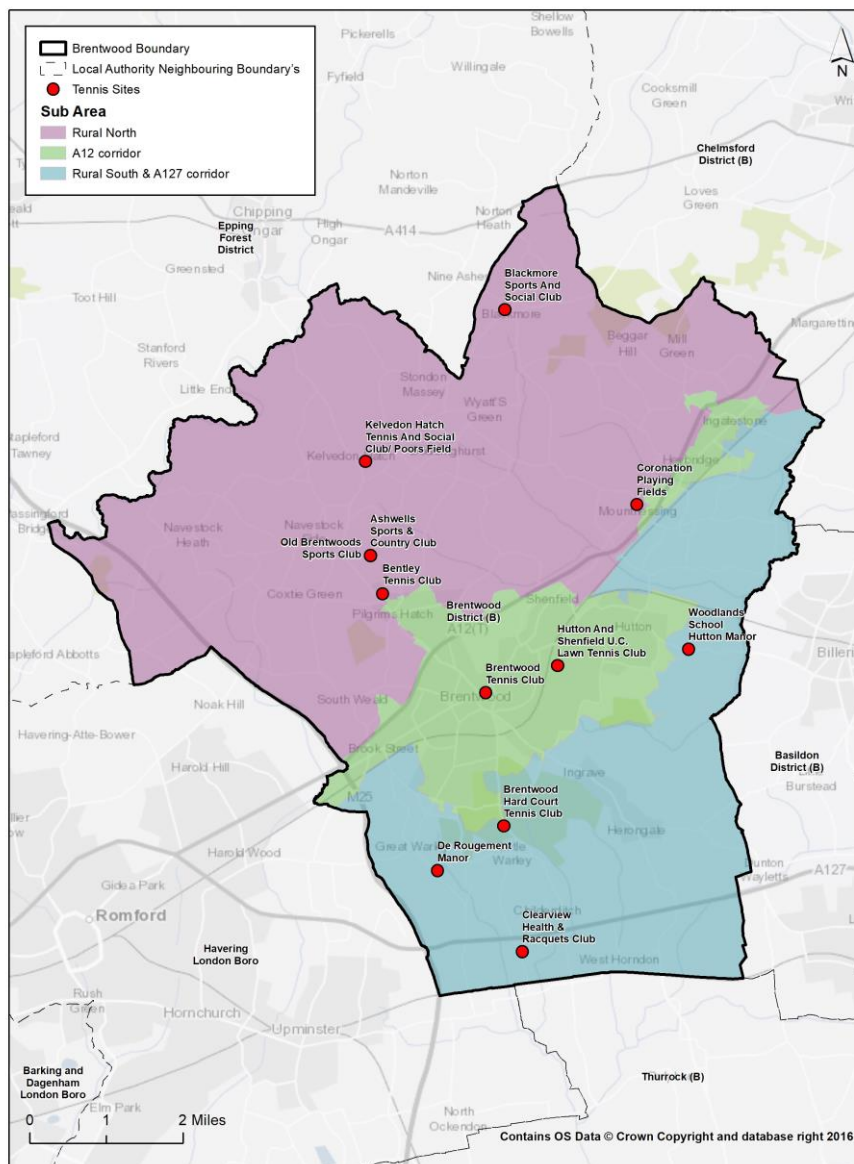 Brentwood Boundary
Local Authority Neighbouring Boundary's
Tennis Sites
Sub Area
Rural North
A12 corridor
Rural South & A127 corridor
N
Pickerells
Shellow
Bowells
Willingale
Fyfield
Cooksmill
Green
Norton
Mandeville
Chelmsford
District (B)
Loves
Green
Chipping
Ongar
High
Ongar
A414
Norton
Heath
Epping
Forest
District
Greensted
Nine Ashes
Blackmore
Sports And
Social Club
Blackmore
Toot Hill
Margaretting
Beggar
Hill
Mill
Green
Stanford
Rivers
Stondon
Massey
Little End
Wyatt'S
Green
Ingatestone
Stapleford
Tawney
Kelvedon Hatch
Tennis And Social
Club/ Poors Field
Kelvedon Hatch
Heybridge
Coronation
Playing
Fields
Mountnessing
Navestock
Heath
Navestock
Old Brentwoods
Sports Club
Ashwells
Sports &
Country Club
Bentley
Tennis Club
Coxtie Green
Pilgrims Hatch
Brentwood
District (B)
Shenfield
A12(T)
Hutton And
Shenfield U.C.
Lawn Tennis Club
Hutton
Woodlands
School
Hutton Manor
Stapleford Abbotts
Brentwood
Tennis Club
Brentwood
South Weald
Noak Hill
Havering-Atte-Bower
Brook Street
Harold Hill
M25
Ingrave
Basildon
District (B)
Burstead
Brentwood
Hard Court
Tennis Club
Herongate
Harold Wood
De Rougement
Manor
Warley
Dunton
Wayletts
A127
Gidea Park
Romford
Childerditch
Clearview
Health &
Racquets Club
West Horndon
Havering
London Boro
Rush
Green
Hornchurch
Upminster
Barking and
Dagenham
London Boro
Thurrock (B)
Elm Park
North
Ockendon
0 1 2 Miles
Contains OS Data © Crown Copyright and database right 2016